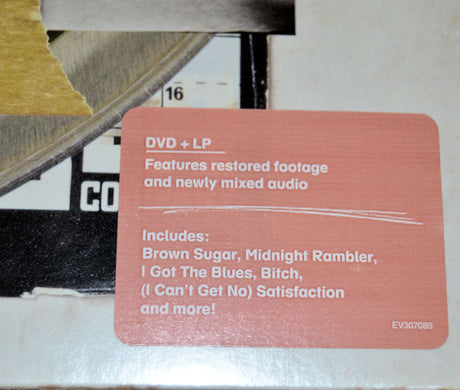 16
CO
DVD + LP
Features restored footage
and newly mixed audio
Includes:
Brown Sugar, Midnight Rambler,
I Got The Blues, Bitch,
(I Can't Get No) Satisfaction
and more!
EV307089